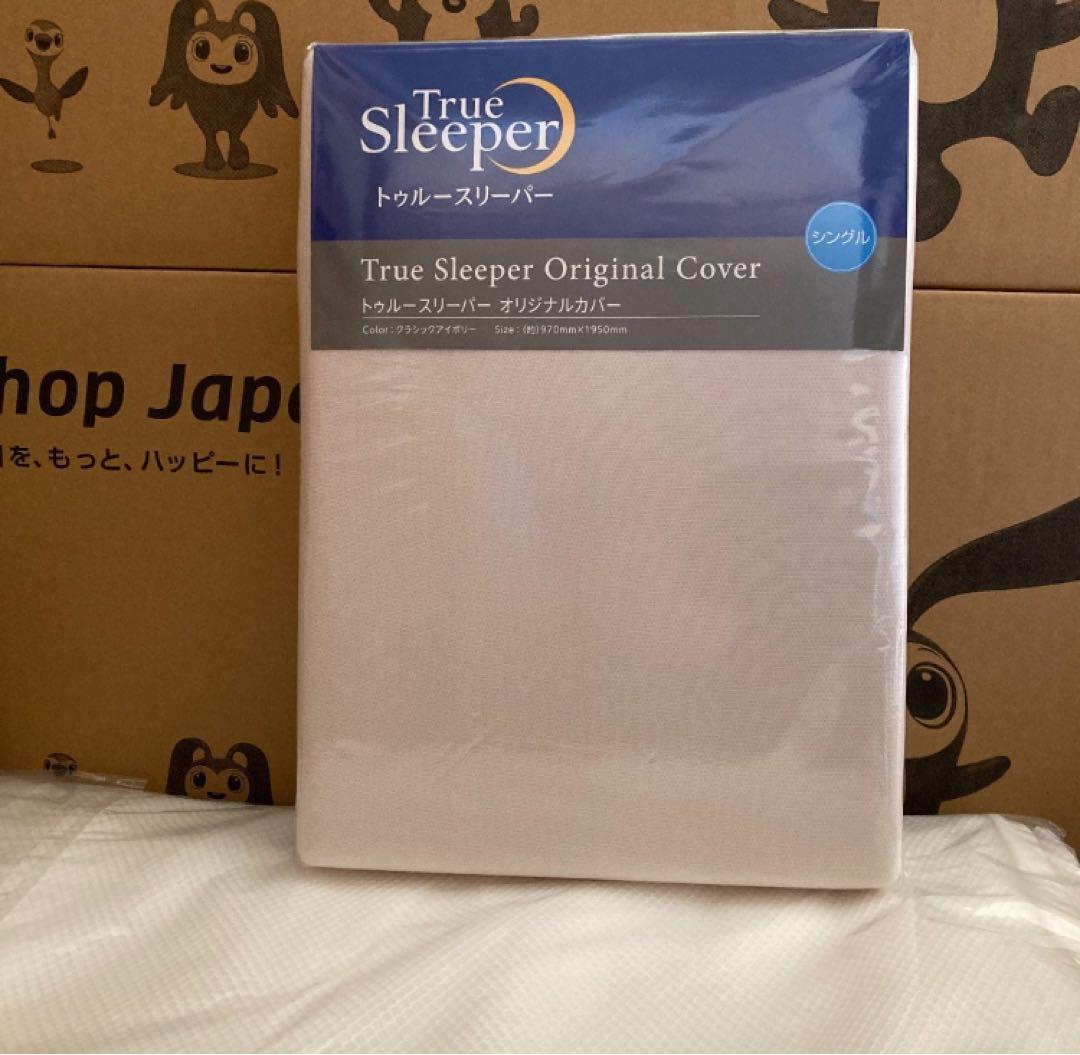 True
Sleeper
トゥルースリーパー
シングル
True Sleeper Original Cover
トゥルースリーパー オリジナルカバー
Color：クラシックアイボリー Size：（約）970mm×1950mm
hop Japa
を、もっと、ハッピーに！